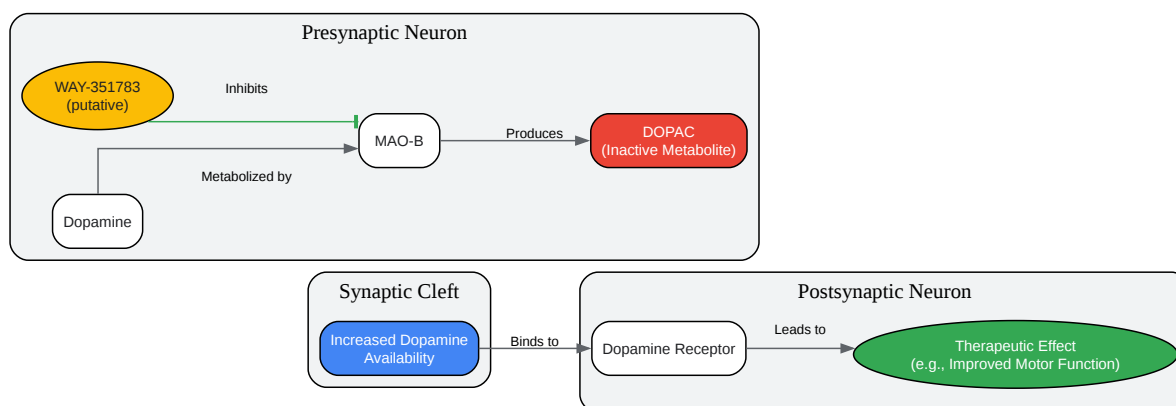 Presynaptic Neuron
WAY-351783
(putative)
Inhibits
MAO-B
Produces
DOPAC
(Inactive Metabolite)
Metabolized by
Dopamine
Synaptic Cleft
Increased Dopamine
Availability
Binds to
Postsynaptic Neuron
Dopamine Receptor
Leads to
Therapeutic Effect
(e.g., Improved Motor Function)